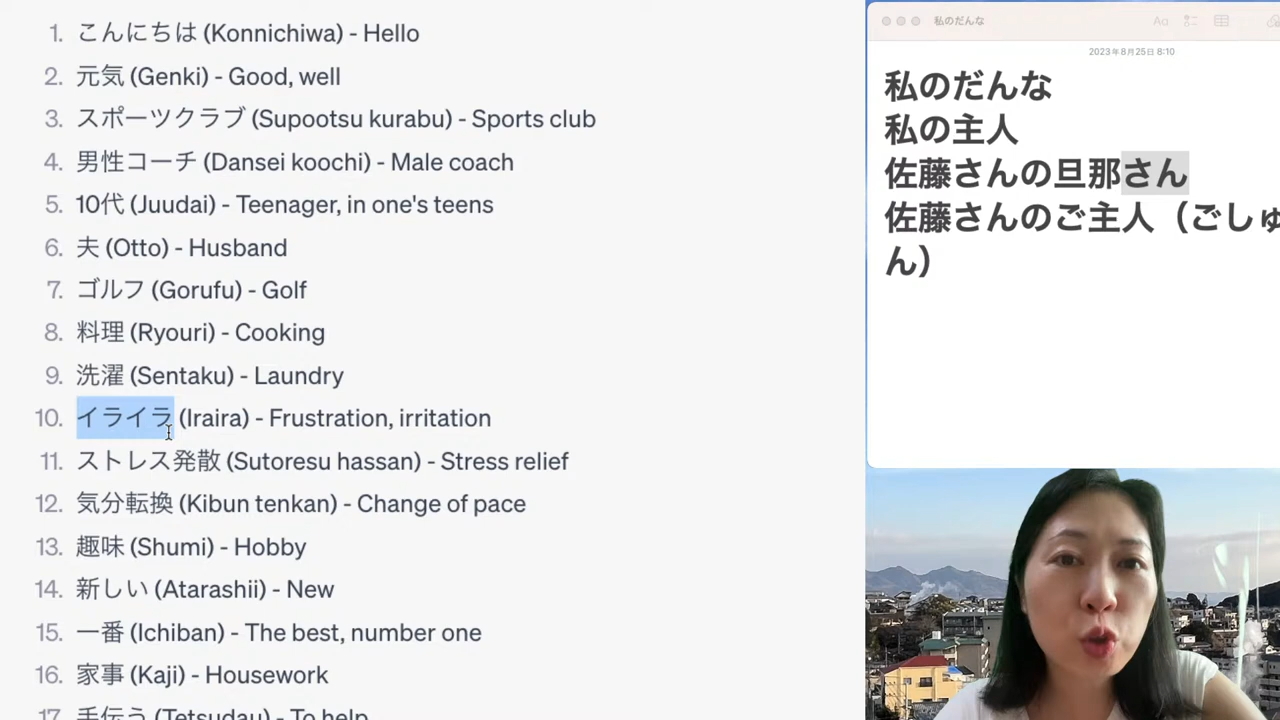 1. こんにちは (Konnichiwa) - Hello
2. 元気 (Genki) - Good, well
3. スポーツクラブ (Supootsu kurabu) - Sports club
4. 男性コーチ (Dansei koochi) - Male coach
5. 10代 (Juudai) - Teenager, in one's teens
6. 夫 (Otto) - Husband
7. ゴルフ (Gorufu) - Golf
8. 料理 (Ryouri) - Cooking
9. 洗濯 (Sentaku) - Laundry
10. イライラ (Iraira) - Frustration, irritation
11. ストレス発散 (Sutoresu hassan) - Stress relief
12. 気分転換 (Kibun tenkan) - Change of pace
13. 趣味 (Shumi) - Hobby
14. 新しい (Atarashii) - New
15. 一番 (Ichiban) - The best, number one
16. 家事 (Kaji) - Housework
17. 手伝う (Tetsudau) - To help
私のだんな
Aa
2023年8月25日 8:10
私のだんな
私の主人
佐藤さんの旦那さん
佐藤さんのご主人（ごしゅ
ん）